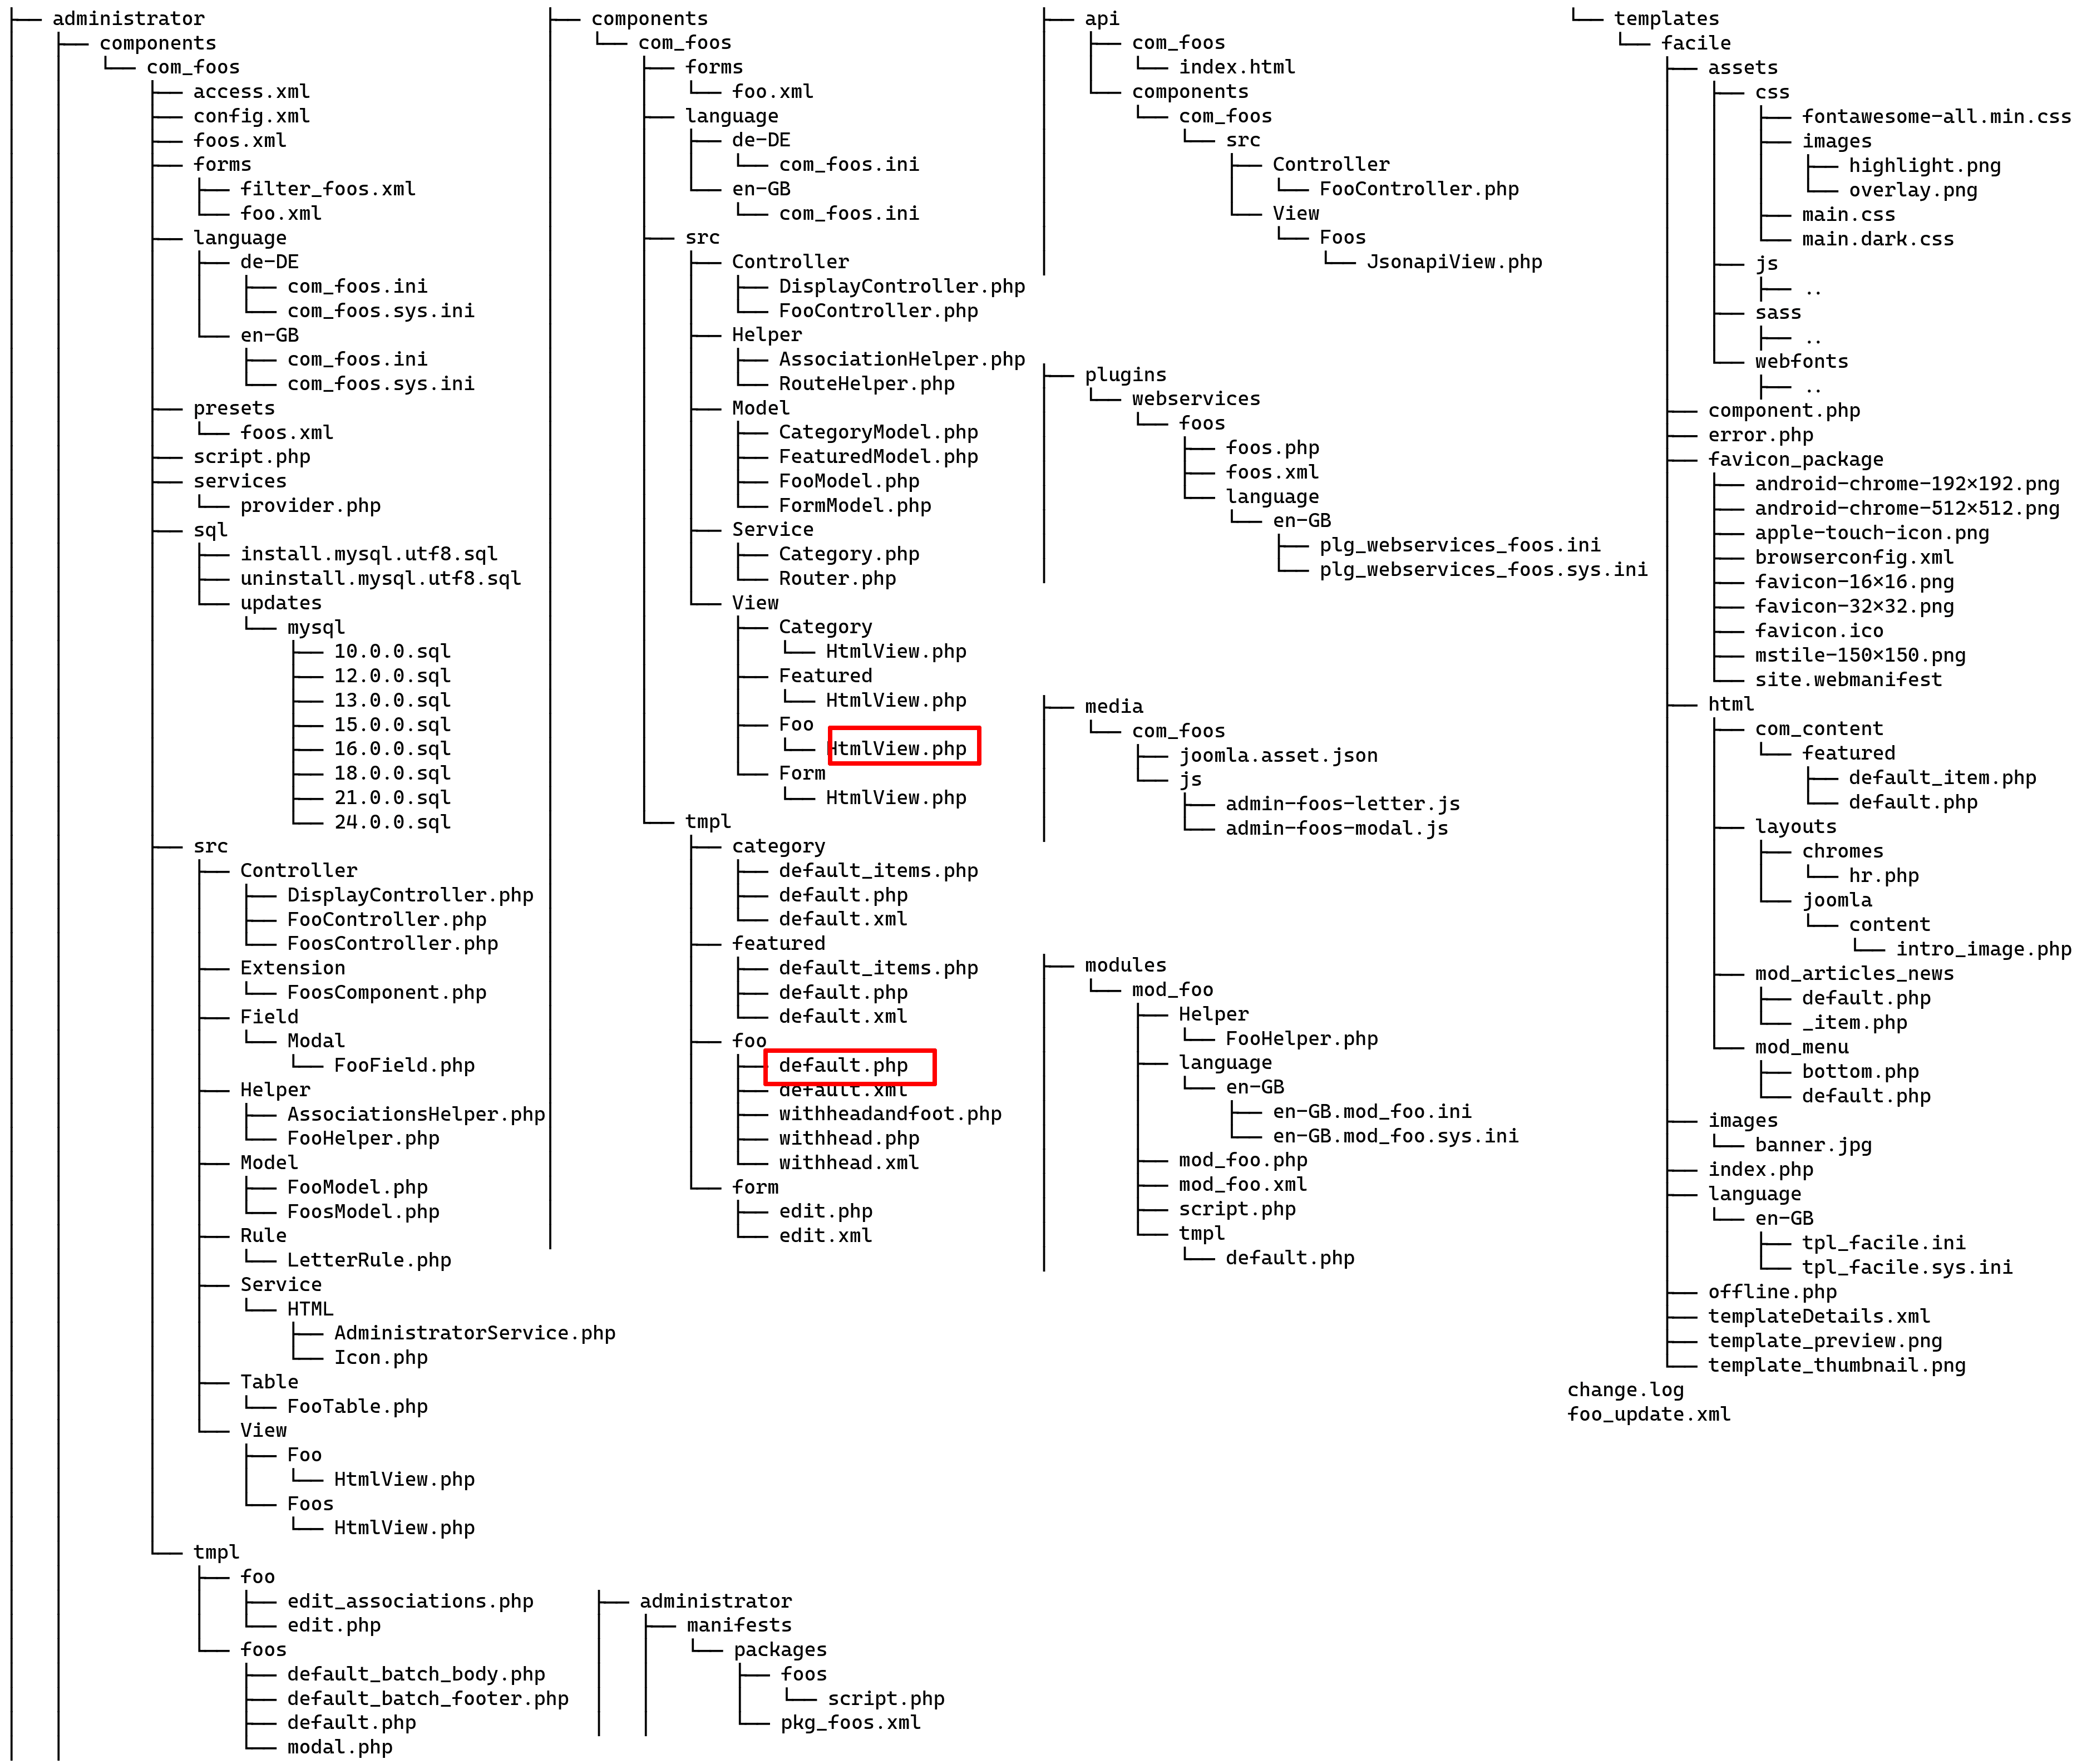 administrator
components
com_foos
access.xml
config.xml
foos.xml
forms
filter_foos.xml
foo.xml
language
de-DE
com_foos.ini
com_foos.sys.ini
en-GB
com_foos.ini
com_foos.sys.ini
presets
foos.xml
script.php
services
provider.php
sql
install.mysql.utf8.sql
uninstall.mysql.utf8.sql
updates
mysql
10.0.0.sql
12.0.0.sql
13.0.0.sql
15.0.0.sql
16.0.0.sql
18.0.0.sql
21.0.0.sql
24.0.0.sql
src
Controller
DisplayController.php
FooController.php
FoosController.php
Extension
FoosComponent.php
Field
Modal
FooField.php
Helper
AssociationsHelper.php
FooHelper.php
Model
FooModel.php
FoosModel.php
Rule
LetterRule.php
Service
HTML
AdministratorService.php
Icon.php
Table
FooTable.php
View
Foo
HtmlView.php
Foos
HtmlView.php
tmpl
foo
edit_associations.php
edit.php
foos
default_batch_body.php
default_batch_footer.php
default.php
modal.php
components
com_foos
forms
foo.xml
language
de-DE
com_foos.ini
en-GB
com_foos.ini
src
Controller
DisplayController.php
FooController.php
Helper
AssociationHelper.php
RouteHelper.php
Model
CategoryModel.php
FeaturedModel.php
FooModel.php
FormModel.php
Service
Category.php
Router.php
View
Category
HtmlView.php
Featured
HtmlView.php
Foo
HtmlView.php
Form
HtmlView.php
tmpl
category
default_items.php
default.php
default.xml
featured
default_items.php
default.php
default.xml
foo
default.php
default.xml
withheadandfoot.php
withhead.php
withhead.xml
form
edit.php
edit.xml
administrator
manifests
packages
foos
script.php
pkg_foos.xml
api
com_foos
index.html
components
com_foos
src
Controller
FooController.php
View
Foos
JsonapiView.php
plugins
webservices
foos
foos.php
foos.xml
language
en-GB
plg_webservices_foos.ini
plg_webservices_foos.sys.ini
media
com_foos
joomla.asset.json
js
admin-foos-letter.js
admin-foos-modal.js
modules
mod_foo
Helper
FooHelper.php
language
en-GB
en-GB.mod_foo.ini
en-GB.mod_foo.sys.ini
mod_foo.php
mod_foo.xml
script.php
tmpl
default.php
templates
facile
assets
css
fontawesome-all.min.css
images
highlight.png
overlay.png
main.css
main.dark.css
js
..
sass
..
webfonts
..
component.php
error.php
favicon_package
android-chrome-192×192.png
android-chrome-512×512.png
apple-touch-icon.png
browserconfig.xml
favicon-16×16.png
favicon-32×32.png
favicon.ico
mstile-150×150.png
site.webmanifest
html
com_content
featured
default_item.php
default.php
layouts
chromes
hr.php
joomla
content
intro_image.php
mod_articles_news
default.php
_item.php
mod_menu
bottom.php
default.php
images
banner.jpg
index.php
language
en-GB
tpl_facile.ini
tpl_facile.sys.ini
offline.php
templateDetails.xml
template_preview.png
template_thumbnail.png
change.log
foo_update.xml